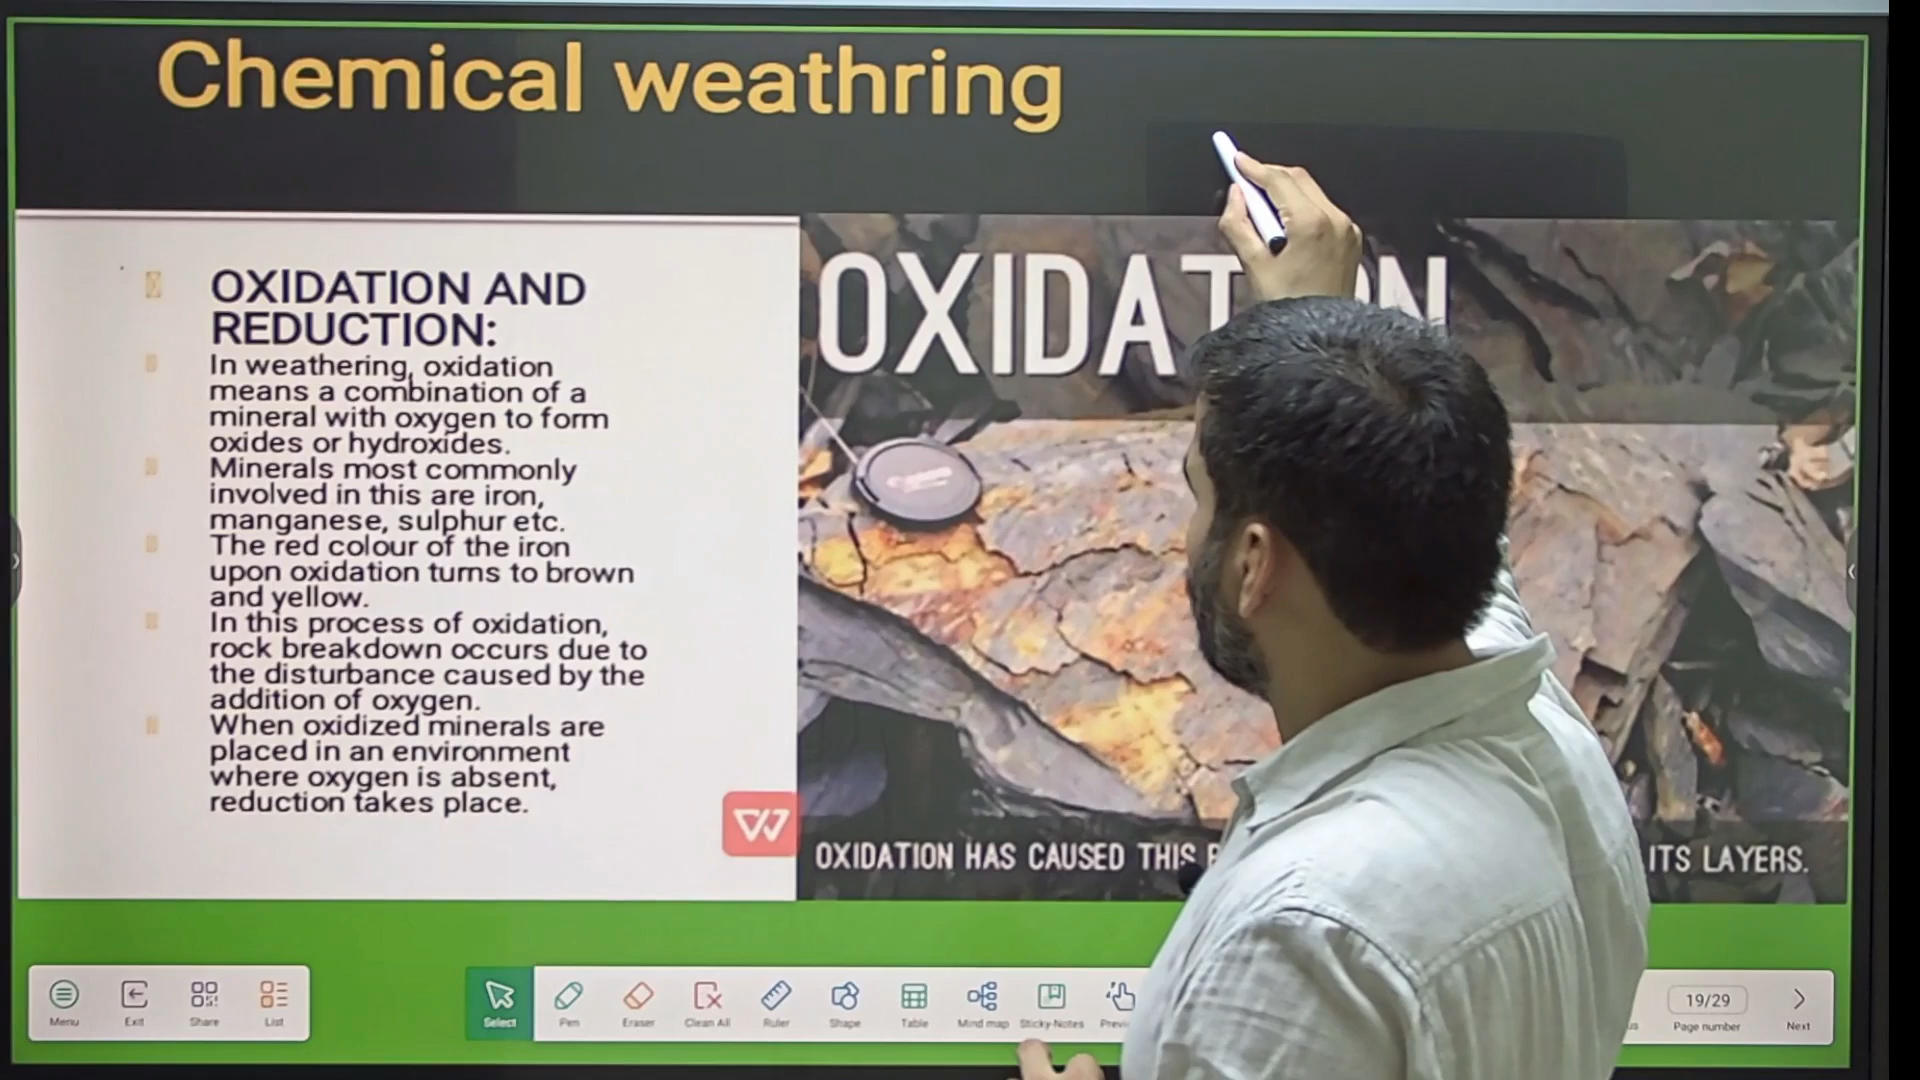 Chemical weathring
OXIDATION AND
REDUCTION:
In weathering, oxidation
means a combination of a
mineral with oxygen to form
oxides or hydroxides.
Minerals most commonly
involved in this are iron,
manganese, sulphur etc.
The red colour of the iron
upon oxidation turns to brown
and yellow.
In this process of oxidation,
rock breakdown occurs due to
the disturbance caused by the
addition of oxygen.
When oxidized minerals are
placed in an environment
where oxygen is absent,
reduction takes place.
OXIDAT N
OXIDATION HAS CAUSED THIS ITS LAYERS.
Menu Exit Share List
Select Pen Eraser Clean All Ruler Shape Table Mind map Sticky-Notes
19/29
Page number Next